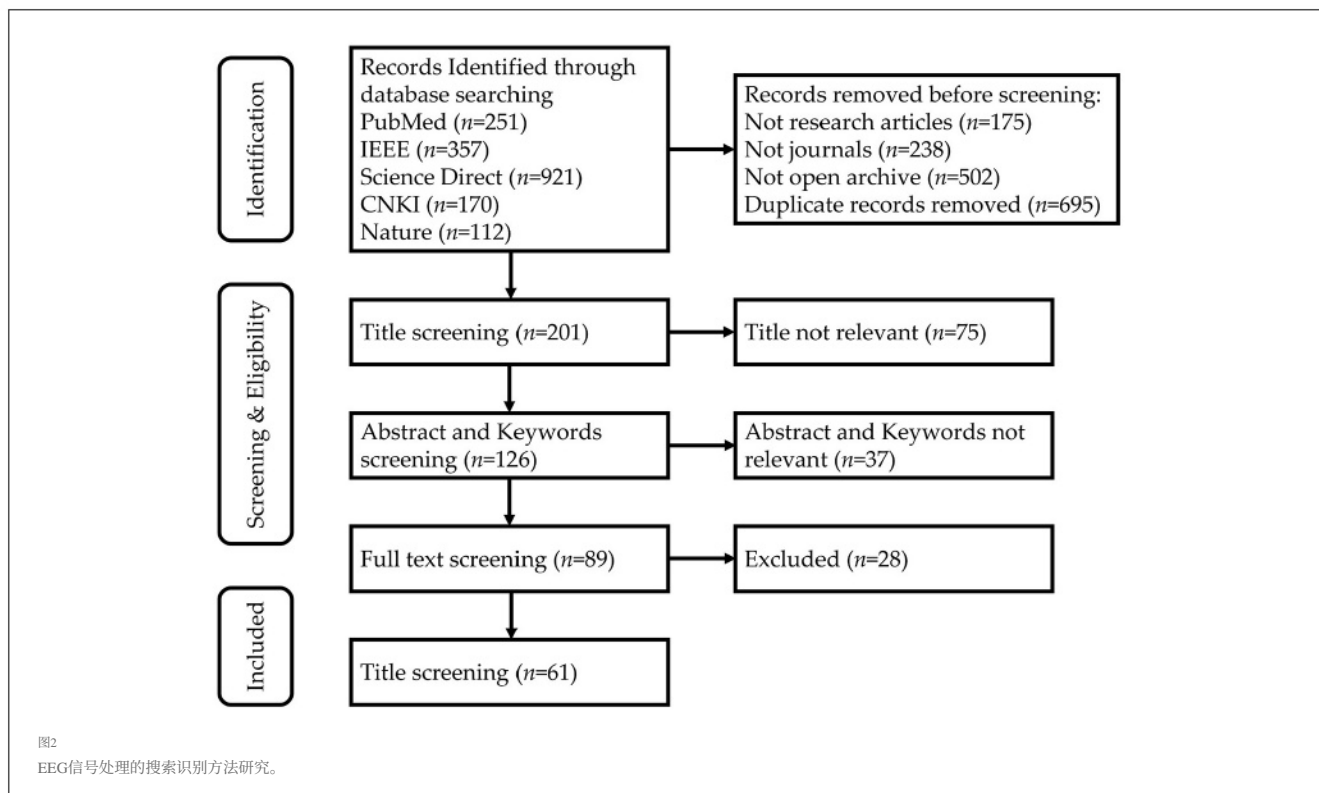 Identification
Records Identified through
database searching
PubMed (n=251)
IEEE (n=357)
Science Direct (n=921)
CNKI (n=170)
Nature (n=112)
Records removed before screening:
Not research articles (n=175)
Not journals (n=238)
Not open archive (n=502)
Duplicate records removed (n=695)
Screening & Eligibility
Title screening (n=201)
Title not relevant (n=75)
Abstract and Keywords
screening (n=126)
Abstract and Keywords not
relevant (n=37)
Full text screening (n=89)
Excluded (n=28)
Included
Title screening (n=61)
图2
EEG信号处理的搜索识别方法研究。